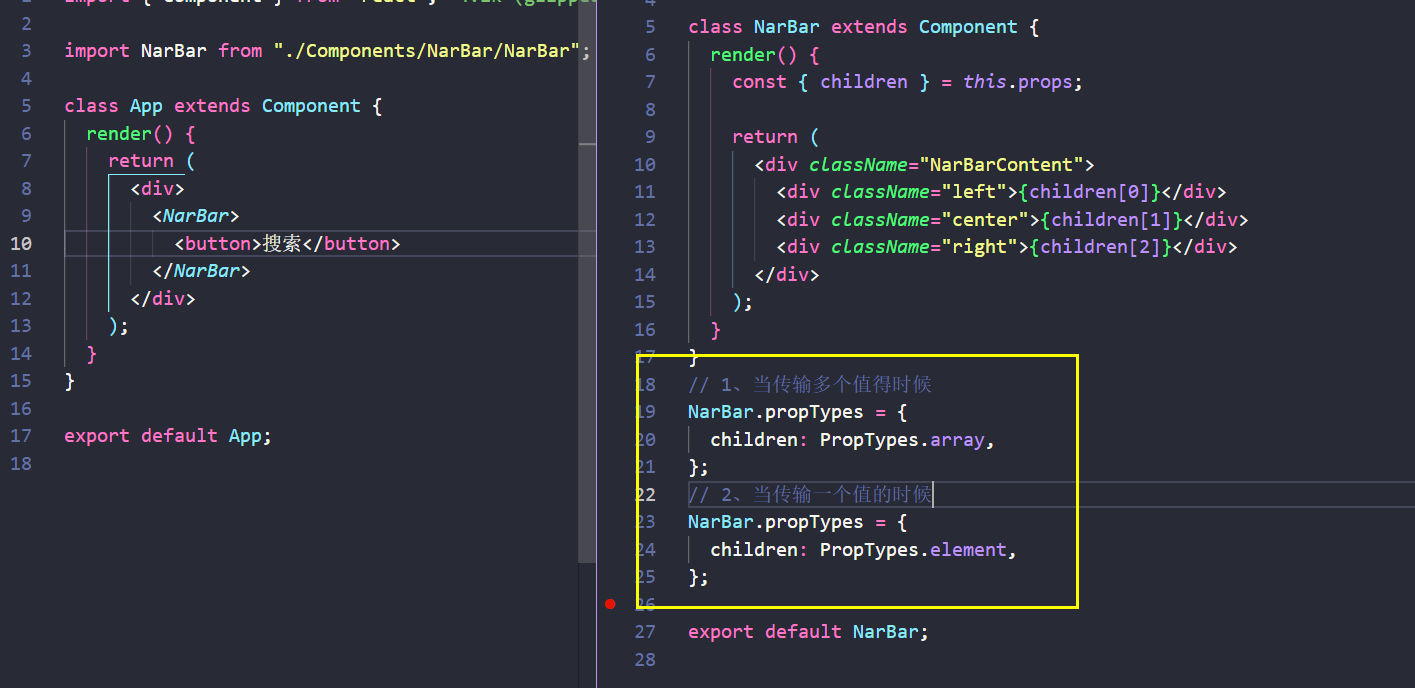 2
3 import NarBar from "./Components/NarBar/NarBar";
4
5 class App extends Component {
6 render() {
7 return (
8 <div>
9 <NarBar>
10 <button>搜索</button>
11 </NarBar>
12 </div>
13 );
14 }
15 }
16
17 export default App;
18
4
5 class NarBar extends Component {
6 render() {
7 const { children } = this.props;
8
9 return (
10 <div className="NarBarContent">
11 <div className="left">{children[0]}</div>
12 <div className="center">{children[1]}</div>
13 <div className="right">{children[2]}</div>
14 </div>
15 );
16 }
17 }
18 // 1、当传输多个值得时候
19 NarBar.propTypes = {
20 children: PropTypes.array,
21 };
22 // 2、当传输一个值的时候
23 NarBar.propTypes = {
24 children: PropTypes.element,
25 };
26
27 export default NarBar;
28